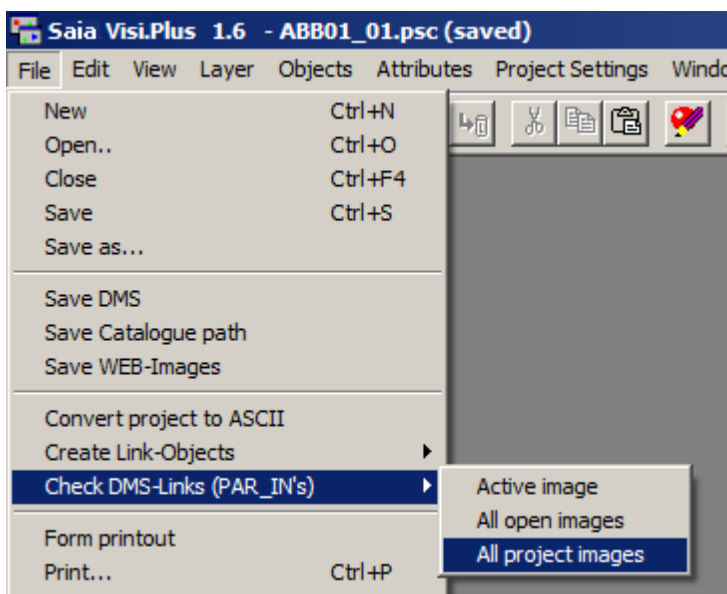 Saia Visi.Plus 1.6 - ABB01_01.psc (saved)
File Edit View Layer Objects Attributes Project Settings Windo
New Ctrl+N
Open.. Ctrl+O
Close Ctrl+F4
Save Ctrl+S
Save as...
Save DMS
Save Catalogue path
Save WEB-Images
Convert project to ASCII
Create Link-Objects
Check DMS-Links (PAR_IN's)
Active image
All open images
All project images
Form printout
Print... Ctrl+P